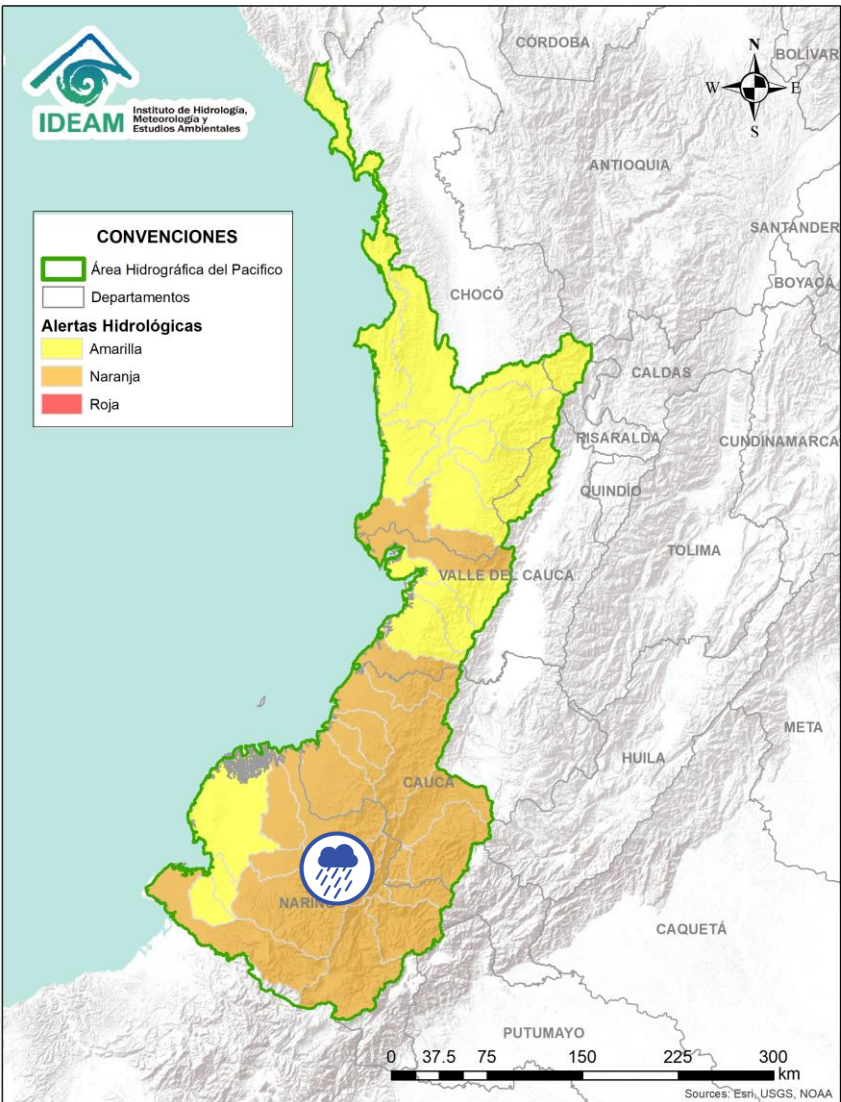 IDEAM
Instituto de Hidrología,
Meteorología y
Estudios Ambientales
N
W
E
S
CÓRDOBA
BOLÍVAR
ANTIOQUIA
SANTANDER
BOYACÁ
CHOCÓ
CONVENCIONES
Área Hidrográfica del Pacifico
Departamentos
Alertas Hidrológicas
Amarilla
Naranja
Roja
CALDAS
RISARALDA
CUNDINAMARCA
QUINDÍO
TOLIMA
VALLE DEL CAUCA
META
HUILA
CAUCA
NARIÑO
CAQUETÁ
PUTUMAYO
0 37.5 75 150 225 300
km
Sources: Esri, USGS, NOAA